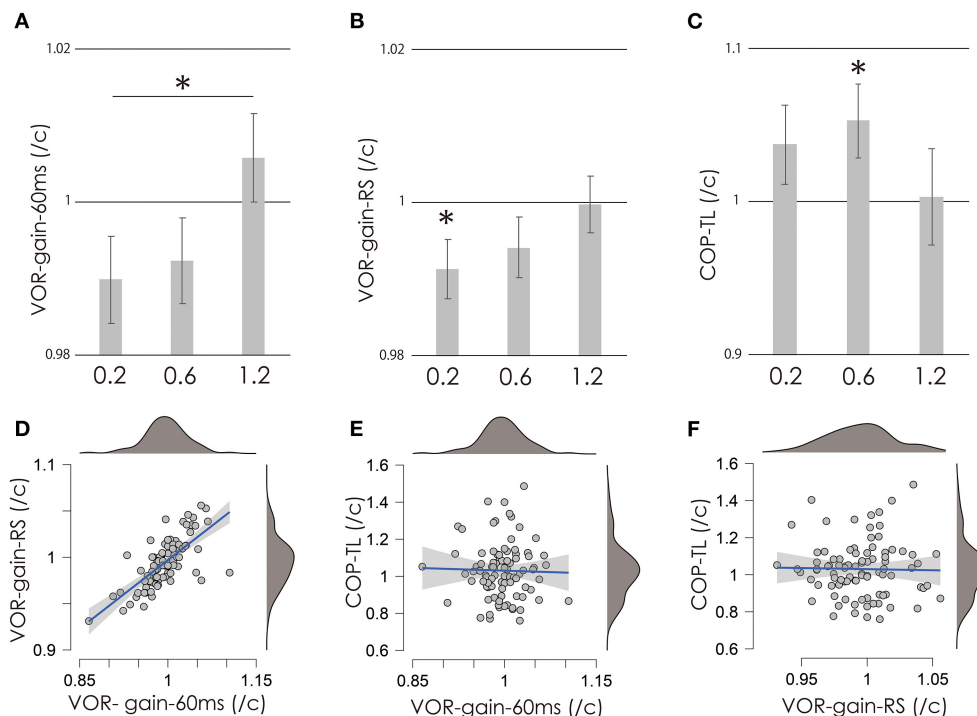 A
B
C
1.02
1
0.98
VOR-gain-60ms (/c)
*
0.2 0.6 1.2
1.02
1
0.98
VOR-gain-RS (/c)
*
0.2 0.6 1.2
1.1
1
0.9
COP-TL (/c)
*
0.2 0.6 1.2
D
E
F
1.1
1
0.9
VOR-gain-RS (/c)
0.85 1 1.15
VOR- gain-60ms (/c)
1.6
1.4
1.2
1
0.8
0.6
COP-TL (/c)
0.85 1 1.15
VOR-gain-60ms (/c)
1.6
1.4
1.2
1
0.8
0.6
COP-TL (/c)
0.95 1 1.05
VOR-gain-RS (/c)